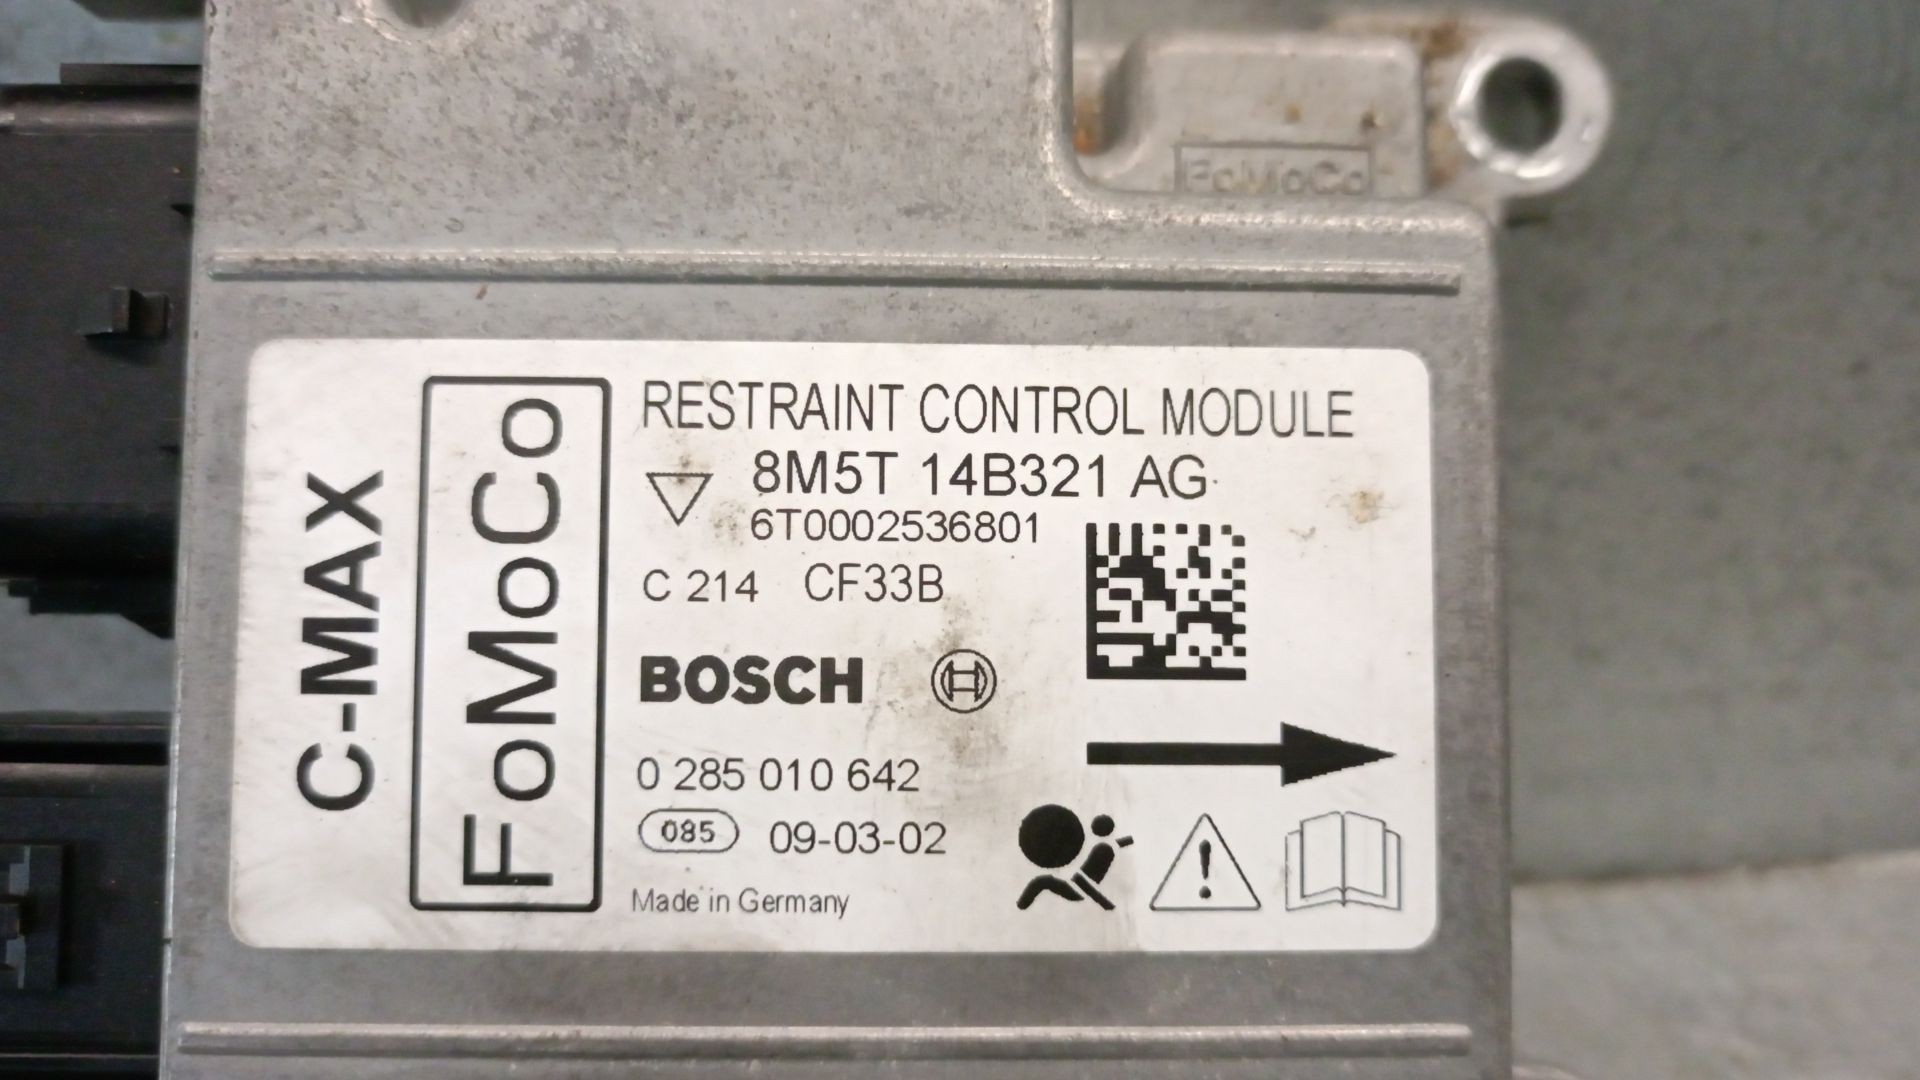 FoMoCo
C-MAX
FoMoCo
RESTRAINT CONTROL MODULE
8M5T 14B321 AG
6T0002536801
C 214 CF33B
BOSCH
0 285 010 642
085 09-03-02
Made in Germany